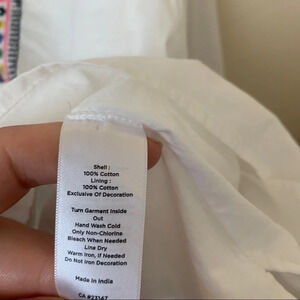 Shell :
100% Cotton
Lining :
100% Cotton
Exclusive Of Decoration
Turn Garment Inside
Out
Hand Wash Cold
Only Non-Chlorine
Bleach When Needed
Line Dry
Warm Iron, If Needed
Do Not Iron Decoration
Made In India
CA #23147